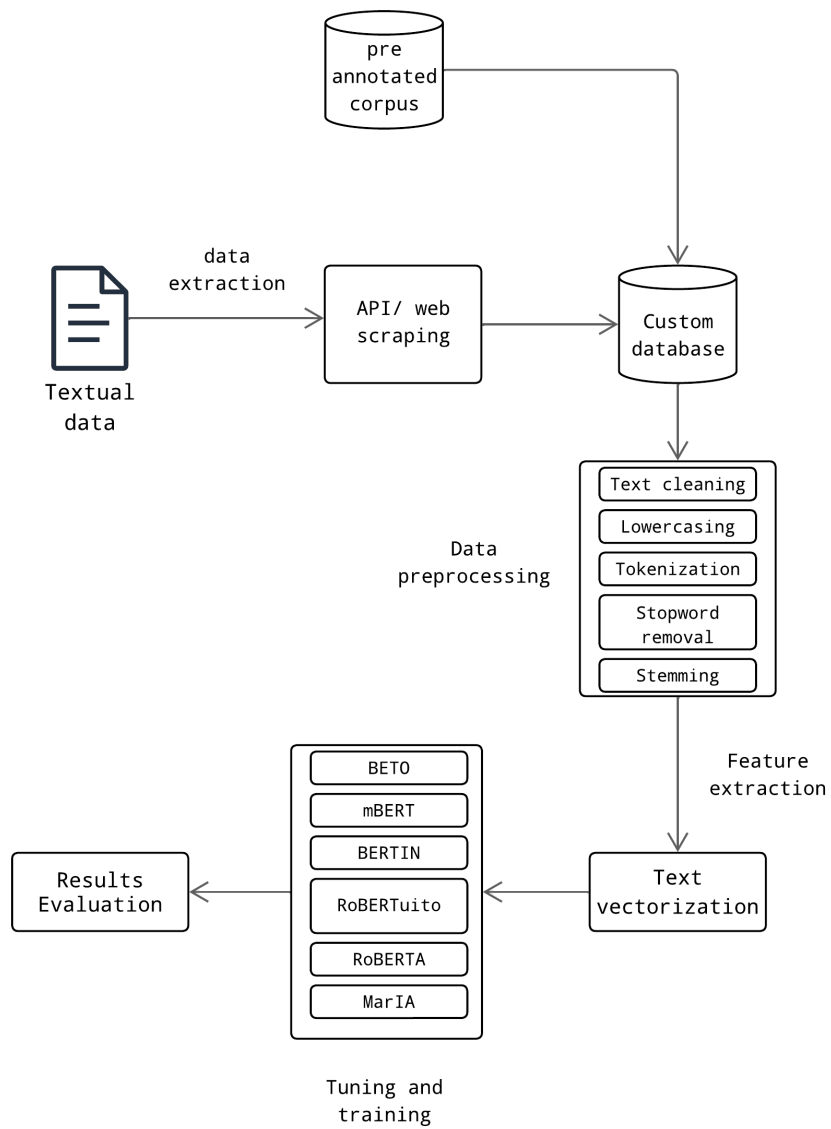 pre
annotated
corpus
data
extraction
API/ web
scraping
Custom
database
Textual
data
Text cleaning
Lowercasing
Tokenization
Stopword
removal
Stemming
Data
preprocessing
Feature
extraction
Text
vectorization
BETO
mBERT
BERTIN
RoBERTuito
RoBERTA
MarIA
Tuning and
training
Results
Evaluation